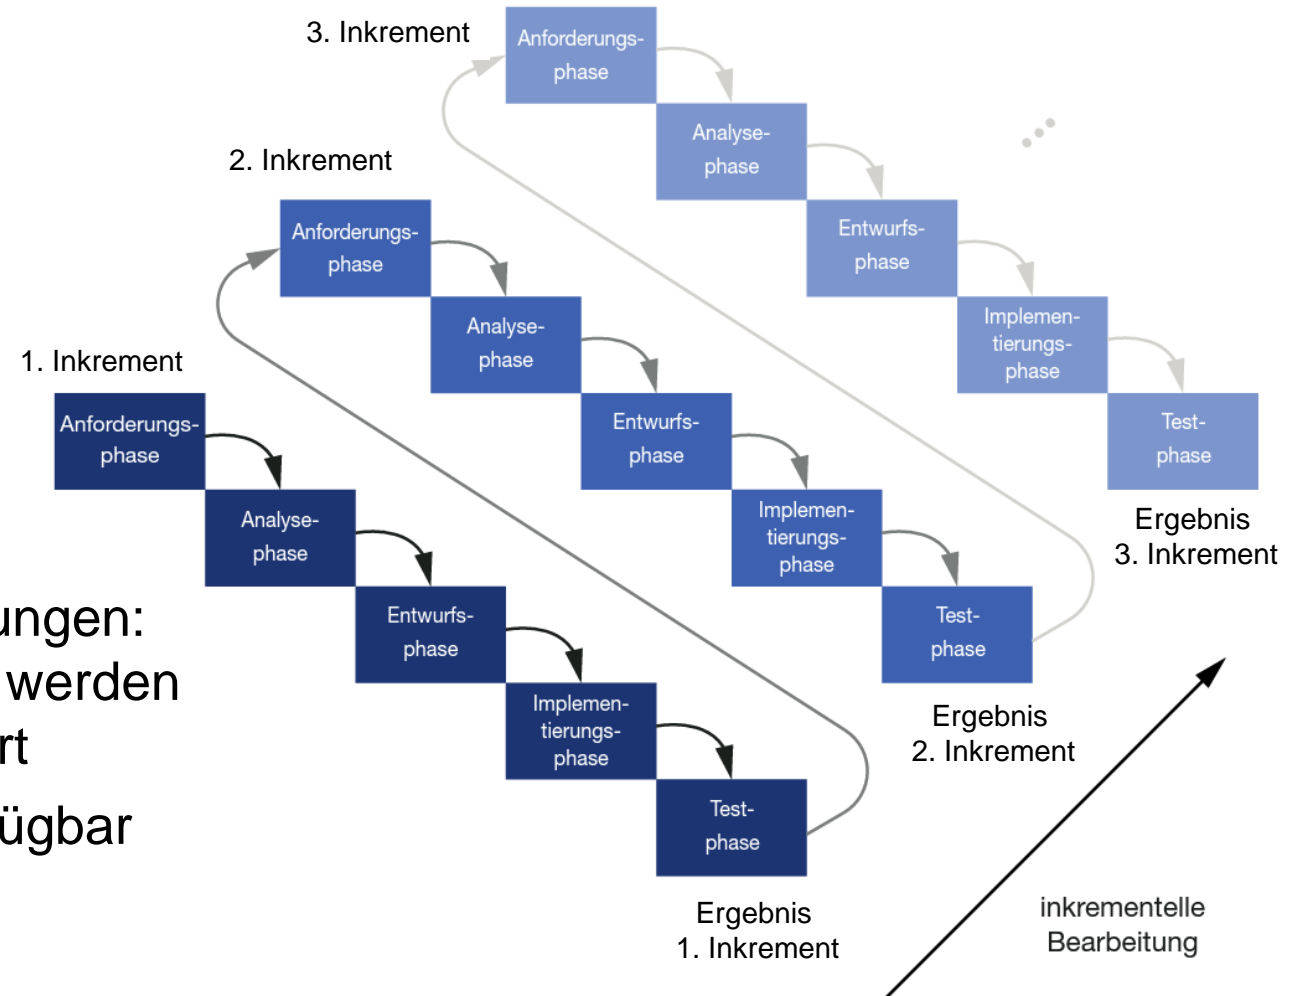 3. Inkrement
Anforderungs-
phase
Analyse-
phase
Entwurfs-
phase
Implemen-
tierungs-
phase
Test-
phase
Ergebnis
3. Inkrement
2. Inkrement
Anforderungs-
phase
Analyse-
phase
Entwurfs-
phase
Implemen-
tierungs-
phase
Test-
phase
Ergebnis
2. Inkrement
1. Inkrement
Anforderungs-
phase
Analyse-
phase
Entwurfs-
phase
Implemen-
tierungs-
phase
Test-
phase
Ergebnis
1. Inkrement
ungen:
werden
rt
ügbar
inkrementelle
Bearbeitung